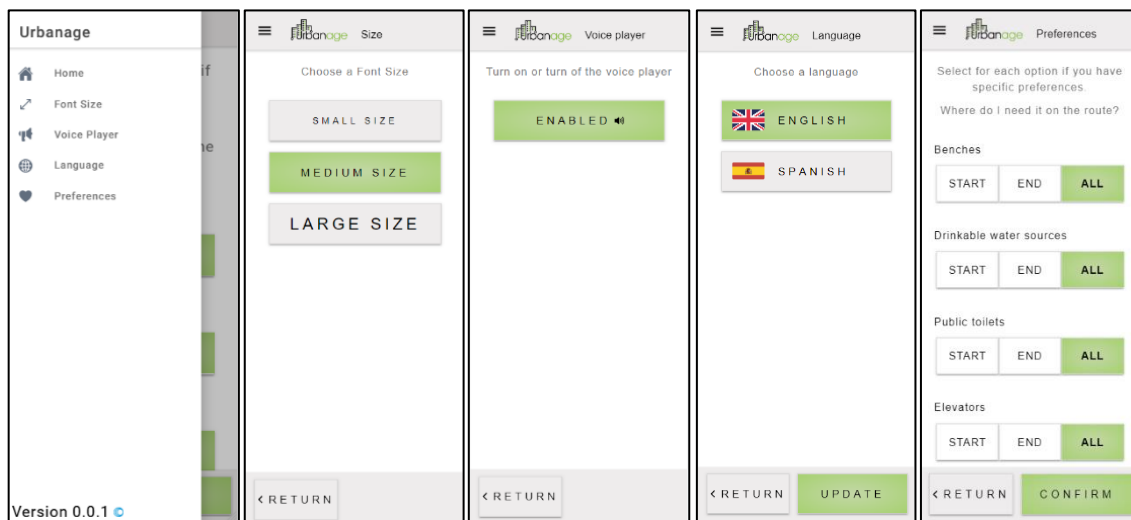 Urbanage
Home
Font Size
Voice Player
Language
Preferences
if
ne
Version 0.0.1 ©
Urbanage Size
Choose a Font Size
SMALL SIZE
MEDIUM SIZE
LARGE SIZE
< RETURN
Urbanage Voice player
Turn on or turn of the voice player
ENABLED
< RETURN
Urbanage Language
Choose a language
ENGLISH
SPANISH
< RETURN UPDATE
Urbanage Preferences
Select for each option if you have
specific preferences.
Where do I need it on the route?
Benches
START END ALL
Drinkable water sources
START END ALL
Public toilets
START END ALL
Elevators
START END ALL
< RETURN CONFIRM